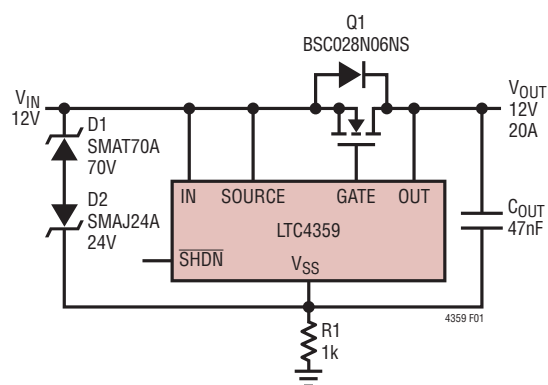 Q1
BSC028N06NS
VIN
12V
VOUT
12V
20A
D1
SMAT70A
70V
D2
SMAJ24A
24V
IN SOURCE GATE OUT
LTC4359
SHDN
VSS
COUT
47nF
4359 F01
R1
1k